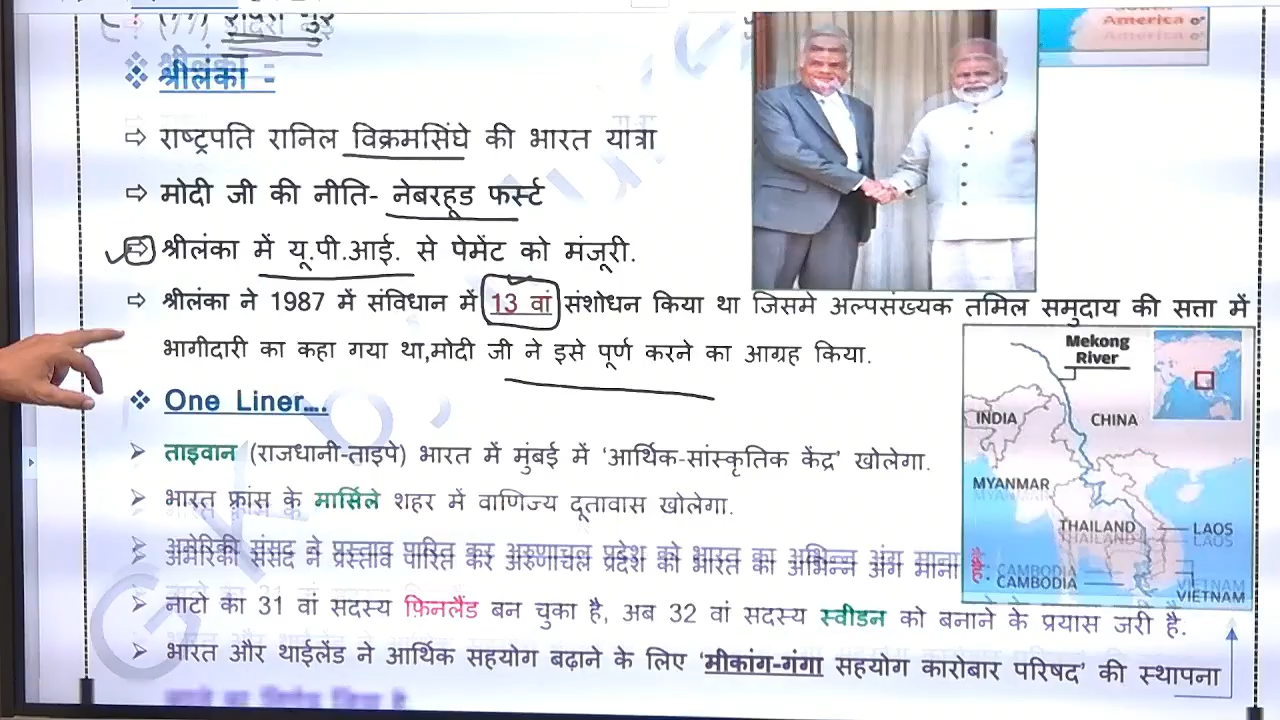 श्रीलंका -
राष्ट्रपति रानिल विक्रमसिंघे की भारत यात्रा
मोदी जी की नीति- नेबरहूड फर्स्ट
श्रीलंका में यू.पी.आई. से पेमेंट को मंजूरी.
श्रीलंका ने 1987 में संविधान में 13 वां संशोधन किया था जिसमे अल्पसंख्यक तमिल समुदाय की सत्ता में
भागीदारी का कहा गया था,मोदी जी ने इसे पूर्ण करने का आग्रह किया.
One Liner...
ताइवान (राजधानी-ताइपे) भारत में मुंबई में 'आर्थिक-सांस्कृतिक केंद्र' खोलेगा.
भारत फ्रांस के मार्सिले शहर में वाणिज्य दूतावास खोलेगा.
अमेरिकी संसद ने प्रस्ताव पारित कर अरुणाचल प्रदेश को भारत का अभिन्न अंग माना है.
नाटो का 31 वां सदस्य फ़िनलैंड बन चुका है, अब 32 वां सदस्य स्वीडन को बनाने के प्रयास जरी है.
भारत और थाईलेंड ने आर्थिक सहयोग बढ़ाने के लिए 'मीकांग-गंगा सहयोग कारोबार परिषद' की स्थापना
America
Mekong
River
INDIA
CHINA
MYANMAR
THAILAND
LAOS
CAMBODIA
VIETNAM